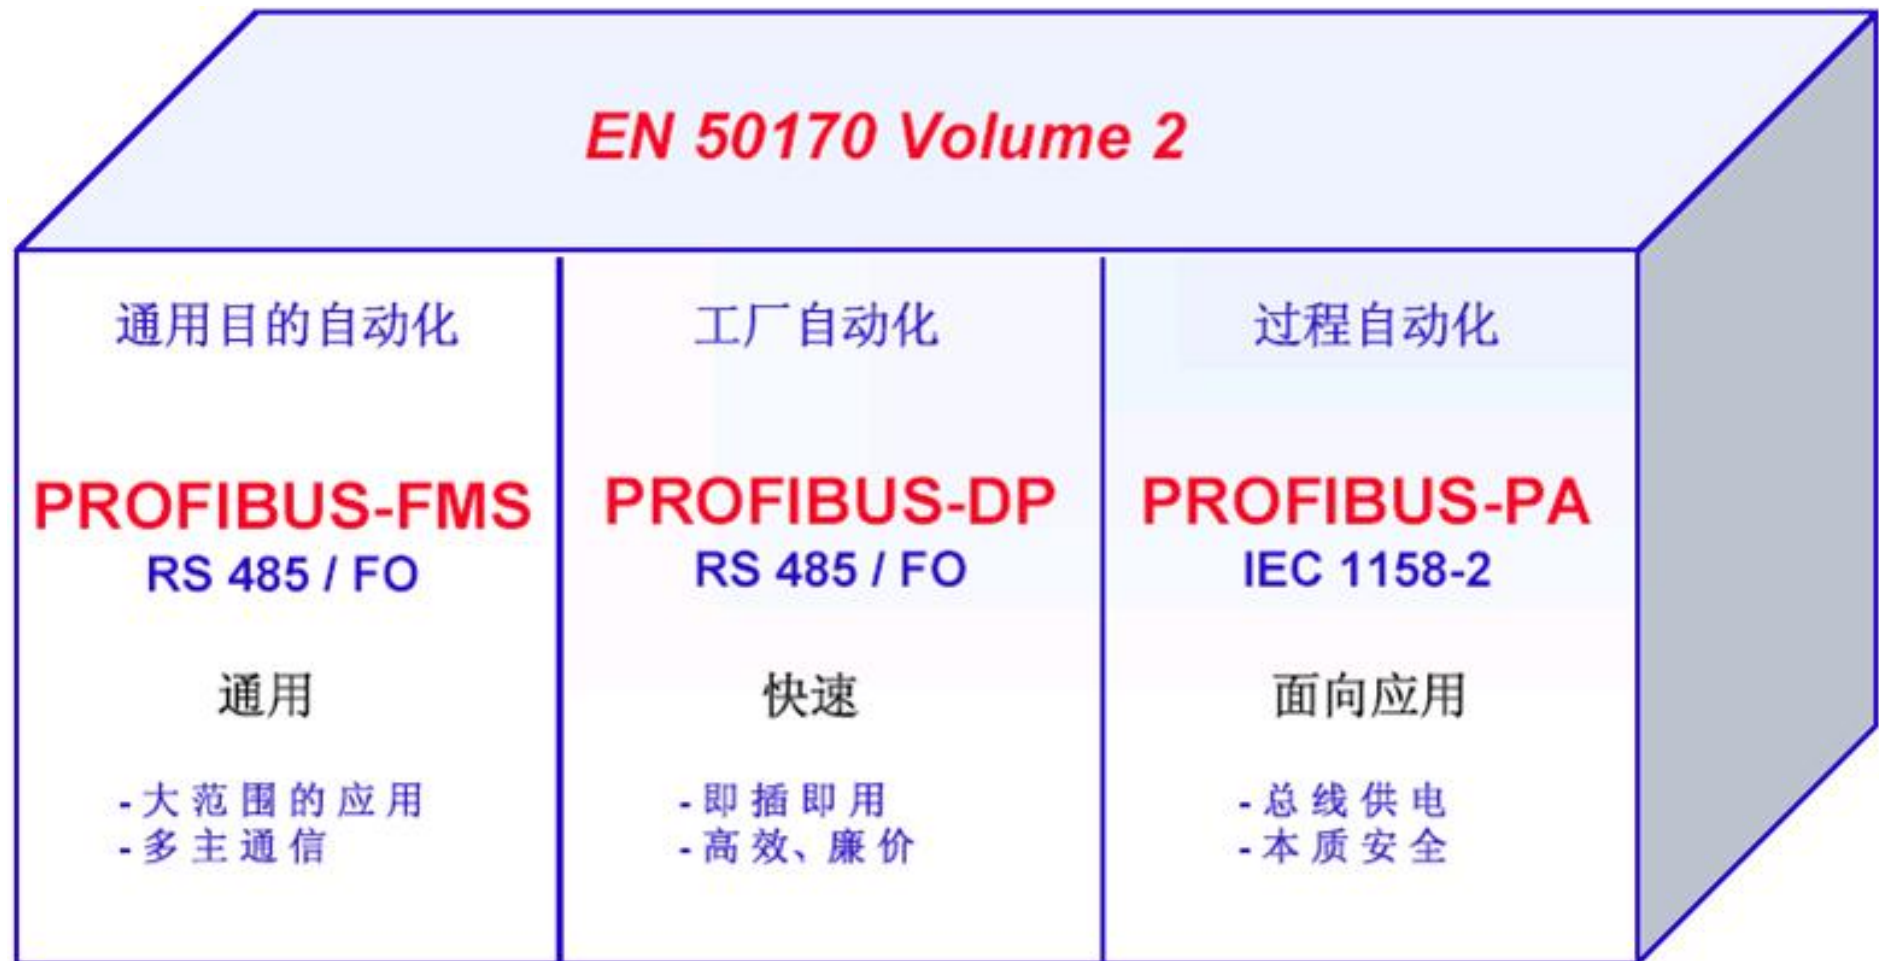 EN 50170 Volume 2
通用目的自动化
PROFIBUS-FMS
RS 485 / FO
通用
- 大范围的应用
- 多主通信
工厂自动化
PROFIBUS-DP
RS 485 / FO
快速
- 即插即用
- 高效、廉价
过程自动化
PROFIBUS-PA
IEC 1158-2
面向应用
- 总线供电
- 本质安全